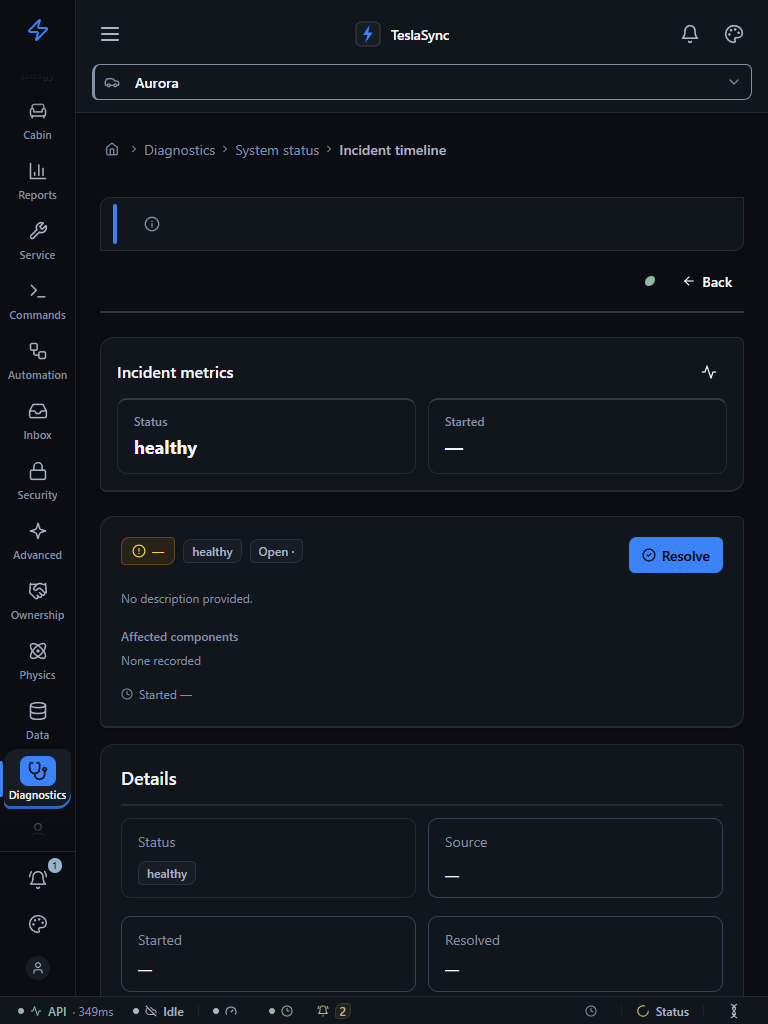 TeslaSync
Aurora
Energy
Cabin
Reports
Service
Commands
Automation
Inbox
Security
Advanced
Ownership
Physics
Data
Diagnostics
1
Diagnostics > System status > Incident timeline
← Back
Incident metrics
Status
healthy
Started
—
— healthy Open ·
Resolve
No description provided.
Affected components
None recorded
Started —
Details
Status
healthy
Source
—
Started
—
Resolved
—
API · 349ms Idle 2 Status